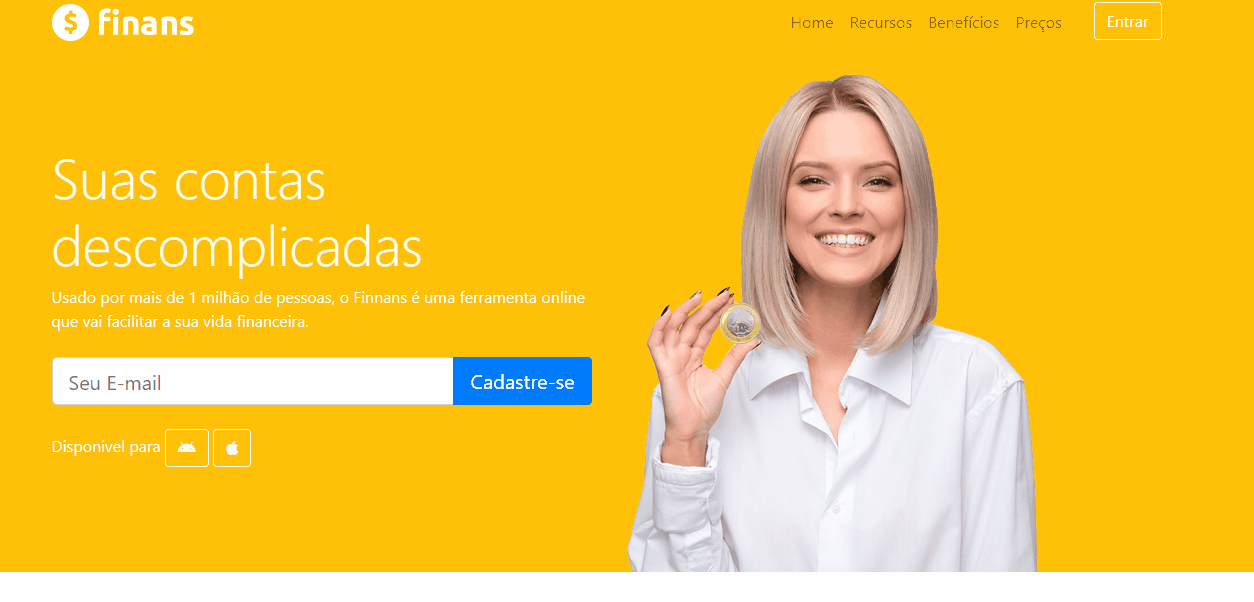 $ finans
Home Recursos Benefícios Preços Entrar
Suas contas
descomplicadas
Usado por mais de 1 milhão de pessoas, o Finnans é uma ferramenta online
que vai facilitar a sua vida financeira.
Seu E-mail Cadastre-se
Disponivel para